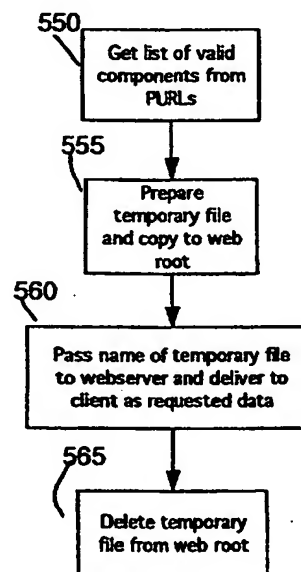 550
Get list of valid
components from
PURLs
555
Prepare
temporary file
and copy to web
root
560
Pass name of temporary file
to webserver and deliver to
client as requested data
565
Delete temporary
file from web root